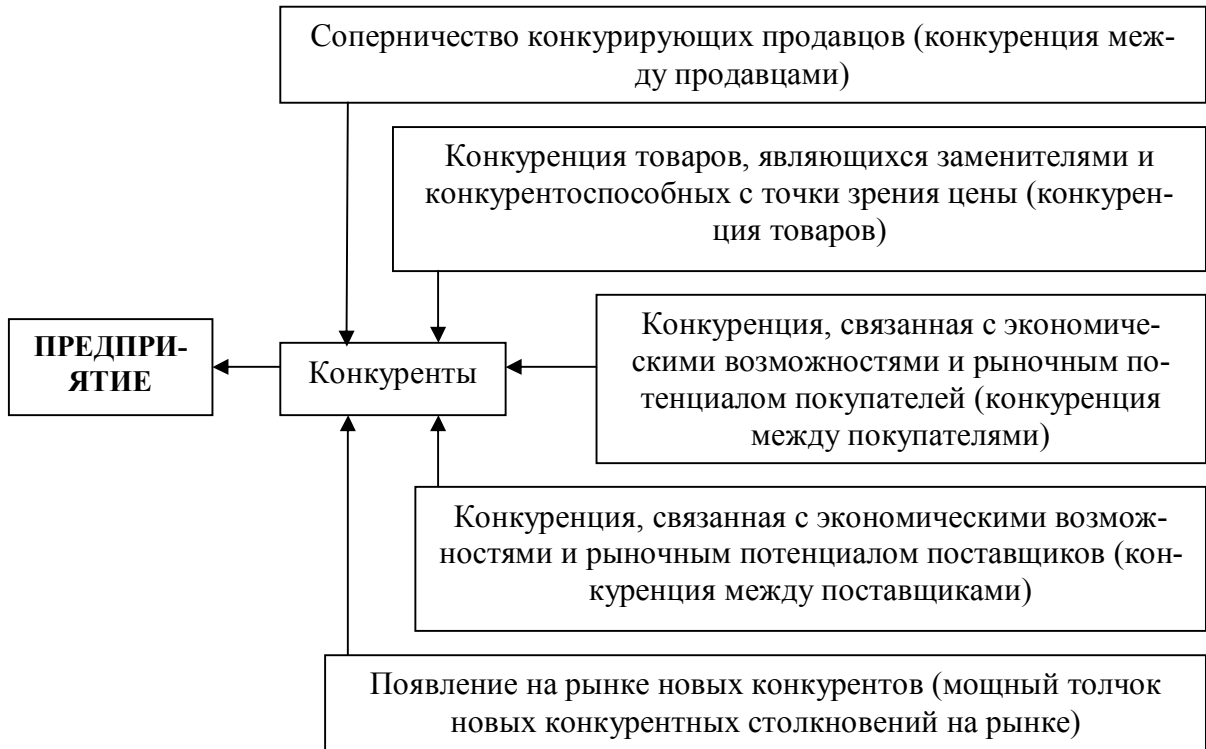 Соперничество конкурирующих продавцов (конкуренция меж-
ду продавцами)
Конкуренция товаров, являющихся заменителями и
конкурентоспособных с точки зрения цены (конкурен-
ция товаров)
ПРЕДПРИ-
ЯТИЕ
Конкуренты
Конкуренция, связанная с экономиче-
скими возможностями и рыночным по-
тенциалом покупателей (конкуренция
между покупателями)
Конкуренция, связанная с экономическими возмож-
ностями и рыночным потенциалом поставщиков (кон-
куренция между поставщиками)
Появление на рынке новых конкурентов (мощный толчок
новых конкурентных столкновений на рынке)